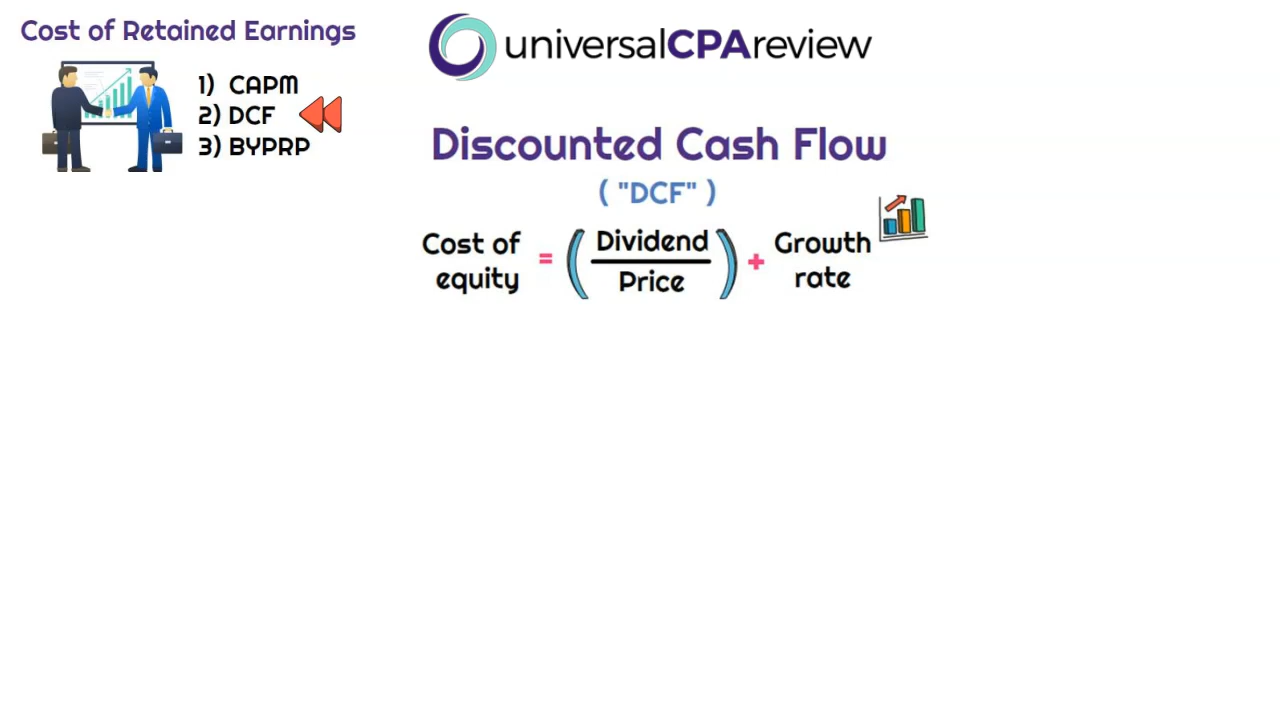 Cost of Retained Earnings
1) CAPM
2) DCF
3) BYPRP
universalCPAreview
Discounted Cash Flow
( "DCF" )
Cost of equity = ( Dividend / Price ) + Growth rate